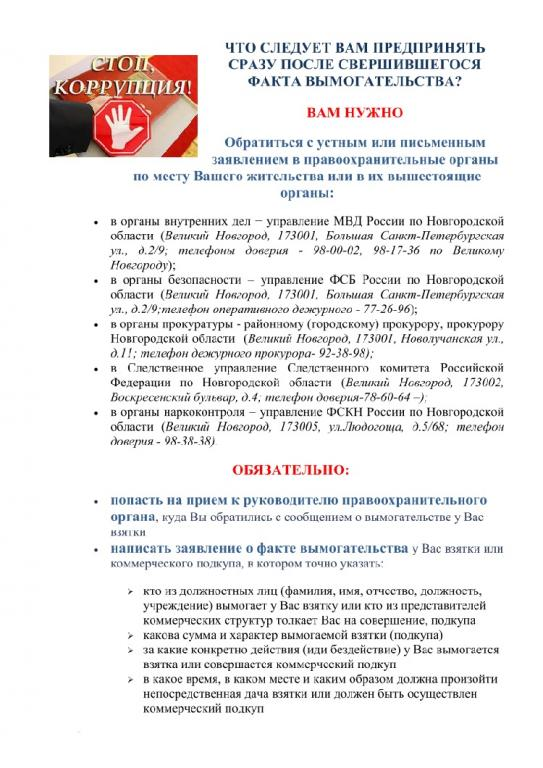 СТОП,
КОРРУПЦИЯ!
ЧТО СЛЕДУЕТ ВАМ ПРЕДПРИНЯТЬ
СРАЗУ ПОСЛЕ СВЕРШИВШЕГОСЯ
ФАКТА ВЫМОГАТЕЛЬСТВА?
ВАМ НУЖНО
Обратиться с устным или письменным
заявлением в правоохранительные органы
по месту Вашего жительства или в их вышестоящие
органы:
• в органы внутренних дел – управление МВД России по Новгородской
области (Великий Новгород, 173001, Большая Санкт-Петербургская
ул., д.2/9; телефоны доверия - 98-00-02, 98-17-36 по Великому
Новгороду);
• в органы безопасности – управление ФСБ России по Новгородской
области (Великий Новгород, 173001, Большая Санкт-Петербургская
ул., д.2/9;телефон оперативного дежурного - 77-26-96);
• в органы прокуратуры - районному (городскому) прокурору, прокурору
Новгородской области (Великий Новгород, 173001, Новолучанская ул.,
д.11; телефон дежурного прокурора- 92-38-98);
• в Следственное управление Следственного комитета Российской
Федерации по Новгородской области (Великий Новгород, 173002,
Воскресенский бульвар, д.4; телефон доверия-78-60-64 –);
• в органы наркоконтроля – управление ФСКН России по Новгородской
области (Великий Новгород, 173005, ул.Людогоща, д.5/68; телефон
доверия - 98-38-38).
ОБЯЗАТЕЛЬНО:
• попасть на прием к руководителю правоохранительного
органа, куда Вы обратились с сообщением о вымогательстве у Вас
взятки
• написать заявление о факте вымогательства у Вас взятки или
коммерческого подкупа, в котором точно указать:
➢ кто из должностных лиц (фамилия, имя, отчество, должность,
учреждение) вымогает у Вас взятку или кто из представителей
коммерческих структур толкает Вас на совершение, подкупа
➢ какова сумма и характер вымогаемой взятки (подкупа)
➢ за какие конкретно действия (иди бездействие) у Вас вымогается
взятка или совершается коммерческий подкуп
➢ в какое время, в каком месте и каким образом должна произойти
непосредственная дача взятки или должен быть осуществлен
коммерческий подкуп